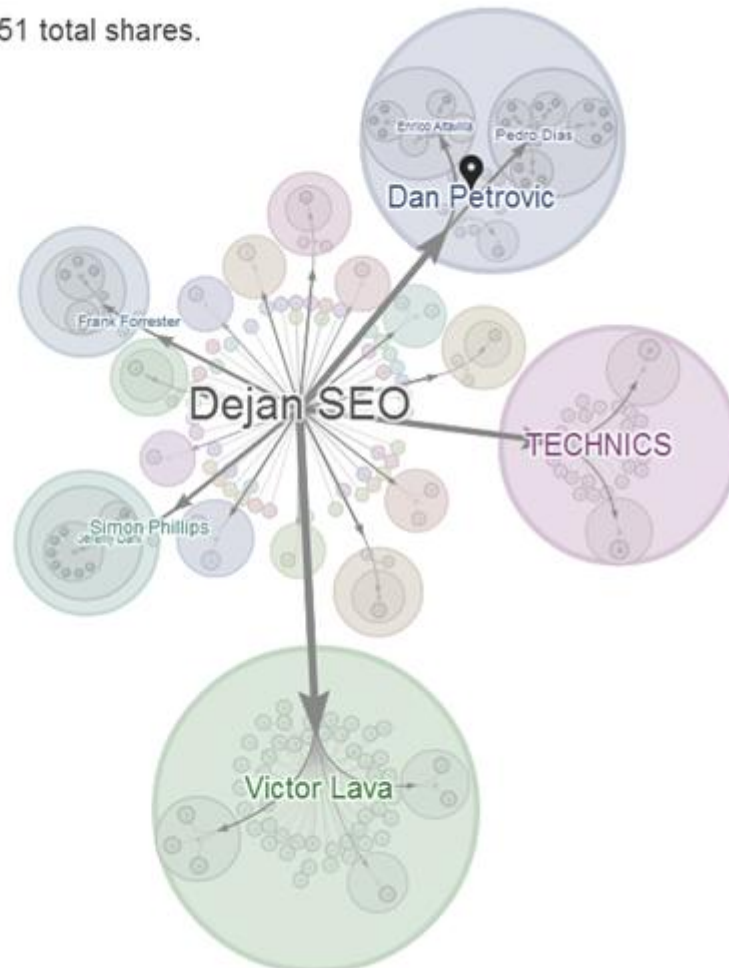 51 total shares.
Enrico Altavilla
Pedro Dias
Dan Petrovic
Frank Forrester
Dejan SEO
TECHNICS
Simon Phillips
Victor Lava